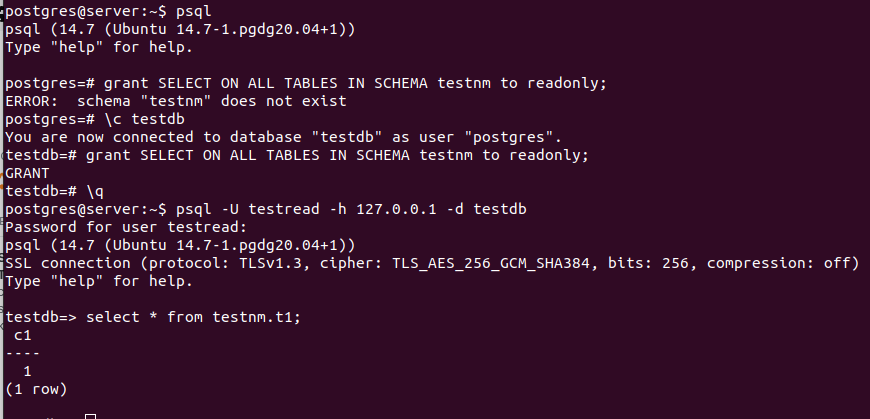 postgres@server:~$ psql
psql (14.7 (Ubuntu 14.7-1.pgdg20.04+1))
Type "help" for help.
postgres=# grant SELECT ON ALL TABLES IN SCHEMA testnm to readonly;
ERROR:  schema "testnm" does not exist
postgres=# \c testdb
You are now connected to database "testdb" as user "postgres".
testdb=# grant SELECT ON ALL TABLES IN SCHEMA testnm to readonly;
GRANT
testdb=# \q
postgres@server:~$ psql -U testread -h 127.0.0.1 -d testdb
Password for user testread:
psql (14.7 (Ubuntu 14.7-1.pgdg20.04+1))
SSL connection (protocol: TLSv1.3, cipher: TLS_AES_256_GCM_SHA384, bits: 256, compression: off)
Type "help" for help.
testdb=> select * from testnm.t1;
 c1
----
  1
(1 row)